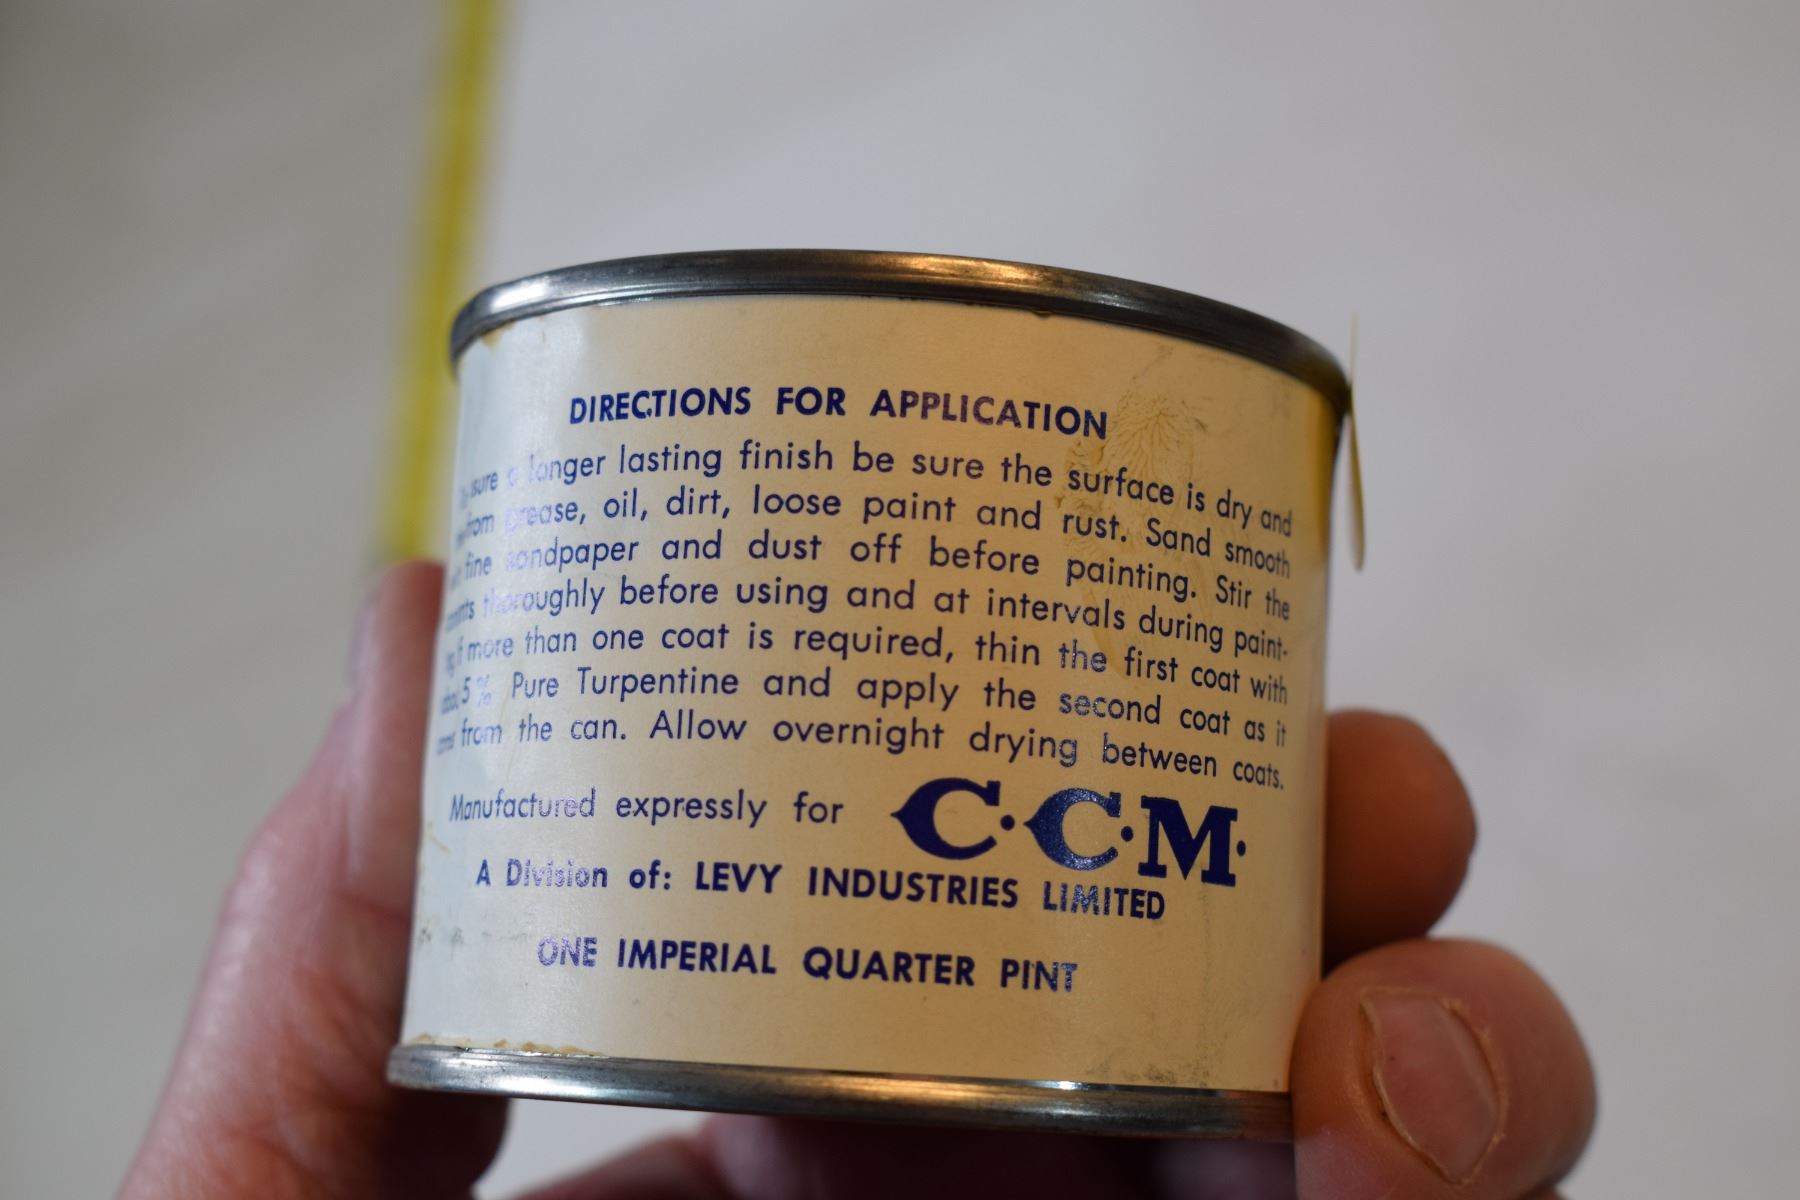 DIRECTIONS FOR APPLICATION
longer lasting finish be sure the surface is dry and
from grease, oil, dirt, loose paint and rust. Sand smooth
fine sandpaper and dust off before painting. Stir the
thoroughly before using and at intervals during paint-
if more than one coat is required, thin the first coat with
5% Pure Turpentine and apply the second coat as it
from the can. Allow overnight drying between coats.
Manufactured expressly for C·C·M·
A Division of: LEVY INDUSTRIES LIMITED
ONE IMPERIAL QUARTER PINT